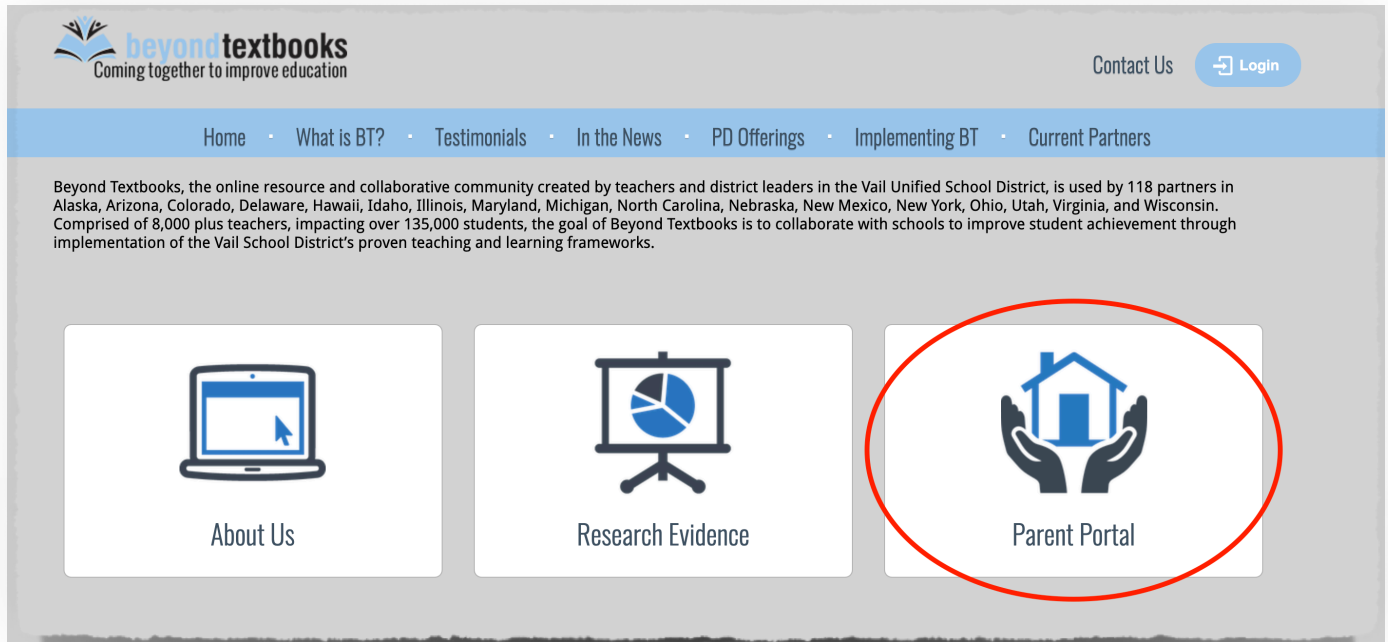 beyondtextbooks
Coming together to improve education
Contact Us
Login
Home · What is BT? · Testimonials · In the News · PD Offerings · Implementing BT · Current Partners
Beyond Textbooks, the online resource and collaborative community created by teachers and district leaders in the Vail Unified School District, is used by 118 partners in
Alaska, Arizona, Colorado, Delaware, Hawaii, Idaho, Illinois, Maryland, Michigan, North Carolina, Nebraska, New Mexico, New York, Ohio, Utah, Virginia, and Wisconsin.
Comprised of 8,000 plus teachers, impacting over 135,000 students, the goal of Beyond Textbooks is to collaborate with schools to improve student achievement through
implementation of the Vail School District’s proven teaching and learning frameworks.
About Us
Research Evidence
Parent Portal